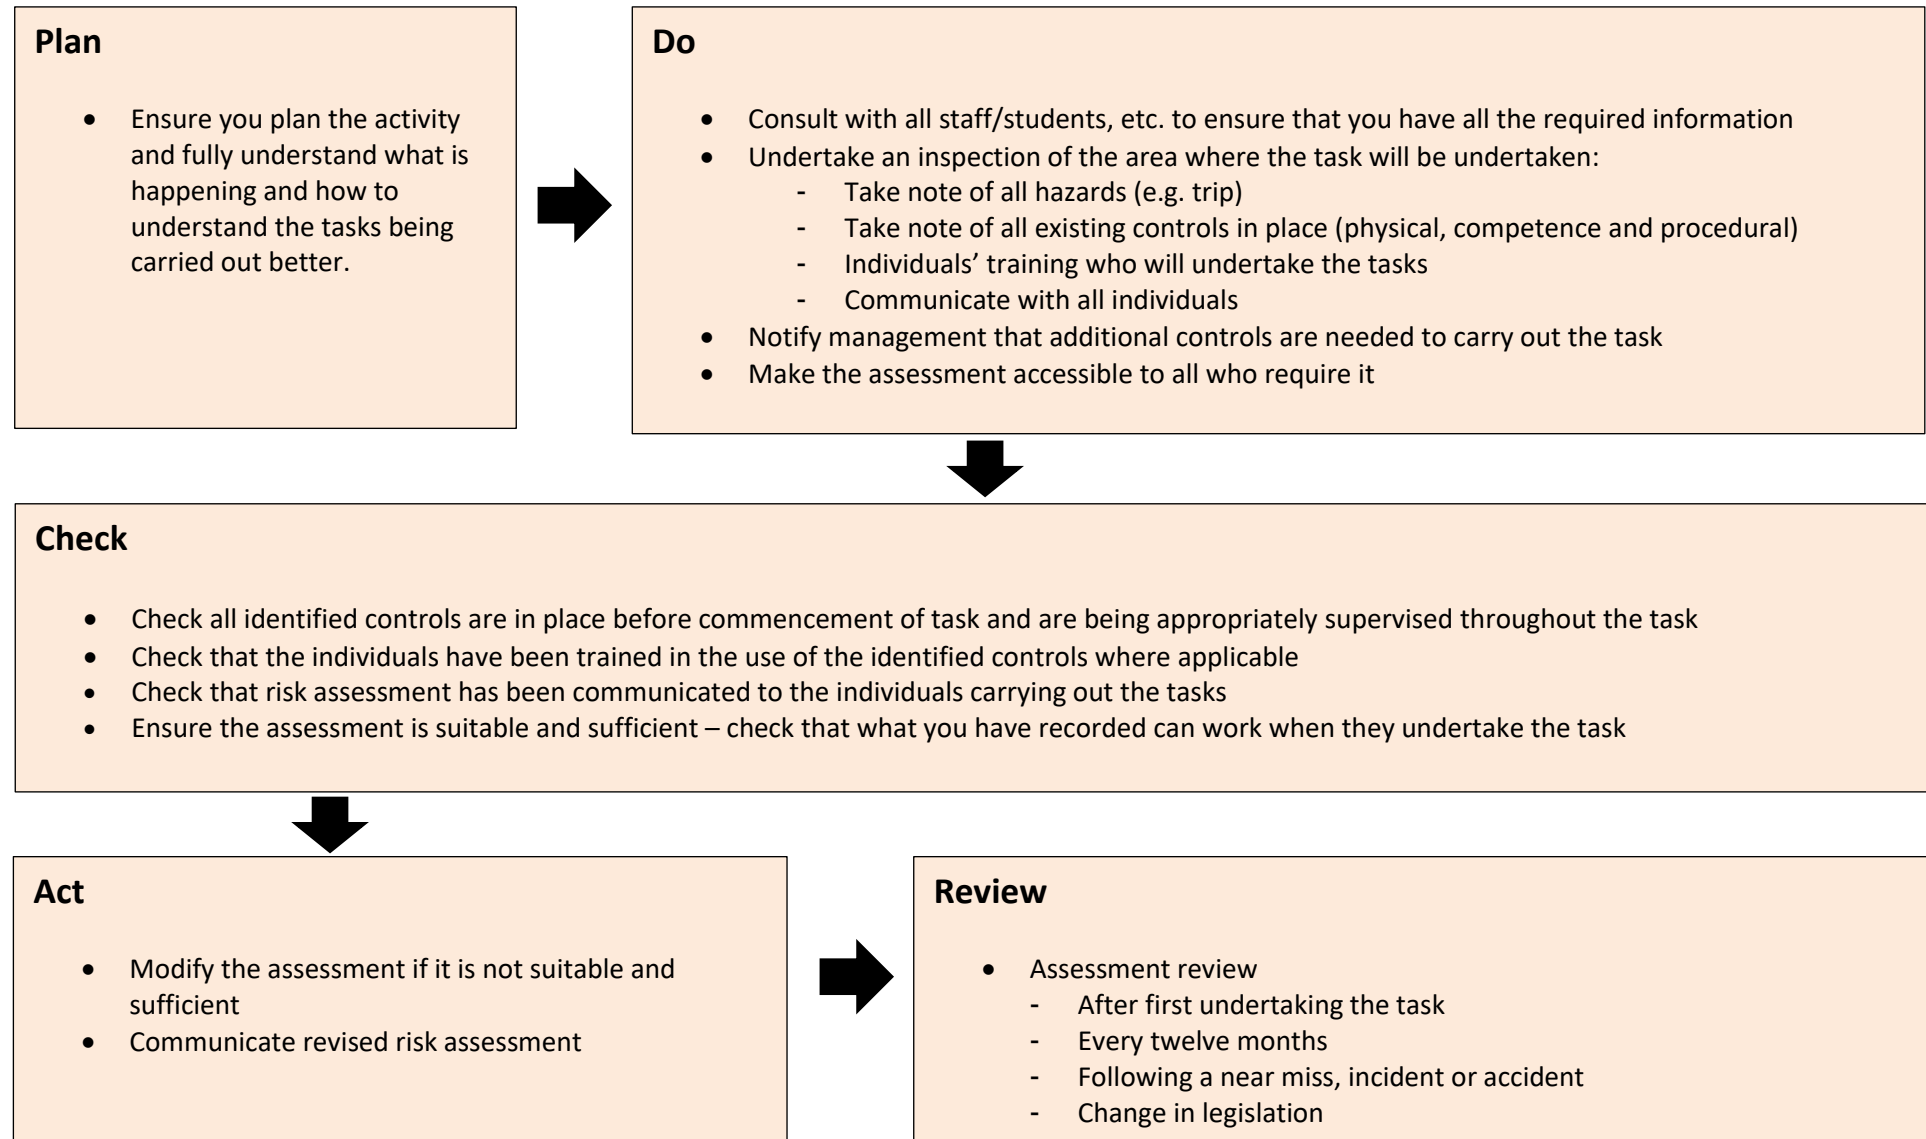 Plan
• Ensure you plan the activity
and fully understand what is
happening and how to
understand the tasks being
carried out better.
Do
• Consult with all staff/students, etc. to ensure that you have all the required information
• Undertake an inspection of the area where the task will be undertaken:
- Take note of all hazards (e.g. trip)
- Take note of all existing controls in place (physical, competence and procedural)
- Individuals’ training who will undertake the tasks
- Communicate with all individuals
• Notify management that additional controls are needed to carry out the task
• Make the assessment accessible to all who require it
Check
• Check all identified controls are in place before commencement of task and are being appropriately supervised throughout the task
• Check that the individuals have been trained in the use of the identified controls where applicable
• Check that risk assessment has been communicated to the individuals carrying out the tasks
• Ensure the assessment is suitable and sufficient – check that what you have recorded can work when they undertake the task
Act
• Modify the assessment if it is not suitable and
sufficient
• Communicate revised risk assessment
Review
• Assessment review
- After first undertaking the task
- Every twelve months
- Following a near miss, incident or accident
- Change in legislation